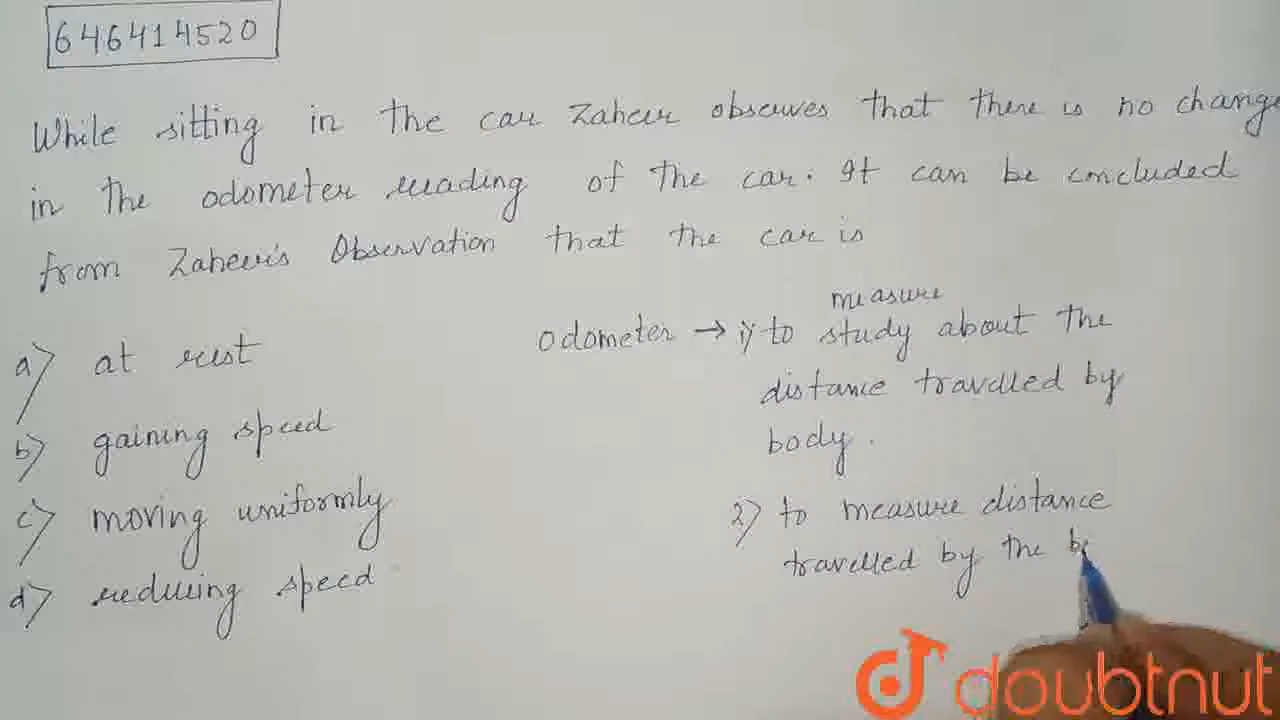 646414520
While sitting in the car Zaheer observes that there is no change
in the odometer reading of the car. It can be concluded
from Zaheer's Observation that the car is
a) at rest
b) gaining speed
c) moving uniformly
d) reducing speed
measure
odometer → 1) to study about the
distance travelled by
body.
2) to measure distance
travelled by the b
doubtnut